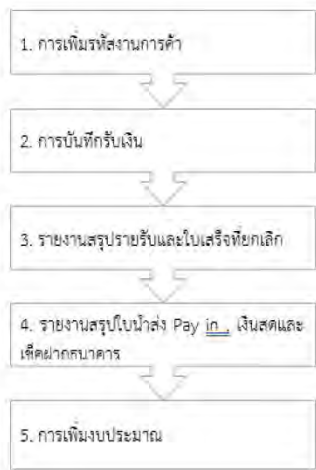 1. การเพิ่มรหัสงานการค้า
2. การบันทึกรับเงิน
3. รายงานสรุปรายรับและใบเสร็จที่ยกเลิก
4. รายงานสรุปใบนำส่ง Pay in , เงินสดและ
เช็คฝากธนาคาร
5. การเพิ่มงบประมาณ